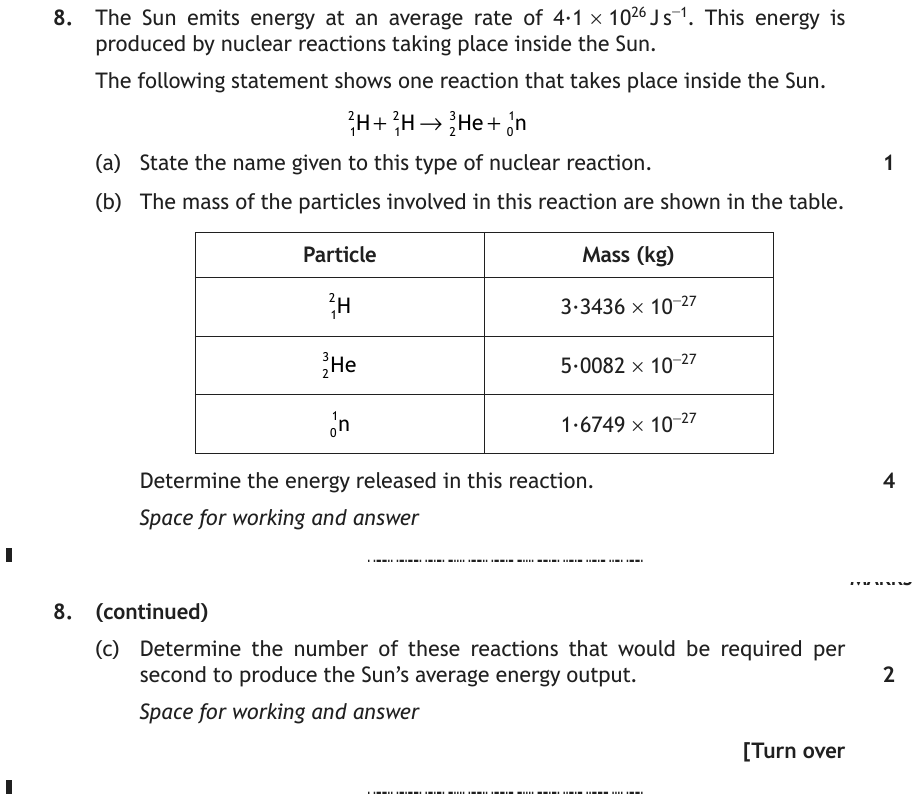 8. The Sun emits energy at an average rate of 4·1 × 10²⁶ J s⁻¹. This energy is
produced by nuclear reactions taking place inside the Sun.
The following statement shows one reaction that takes place inside the Sun.
²₁H + ²₁H → ³₂He + ¹₀n
(a) State the name given to this type of nuclear reaction. 1
(b) The mass of the particles involved in this reaction are shown in the table.
Particle Mass (kg)
²₁H 3·3436 × 10⁻²⁷
³₂He 5·0082 × 10⁻²⁷
¹₀n 1·6749 × 10⁻²⁷
Determine the energy released in this reaction. 4
Space for working and answer
8. (continued)
(c) Determine the number of these reactions that would be required per
second to produce the Sun’s average energy output. 2
Space for working and answer
[Turn over